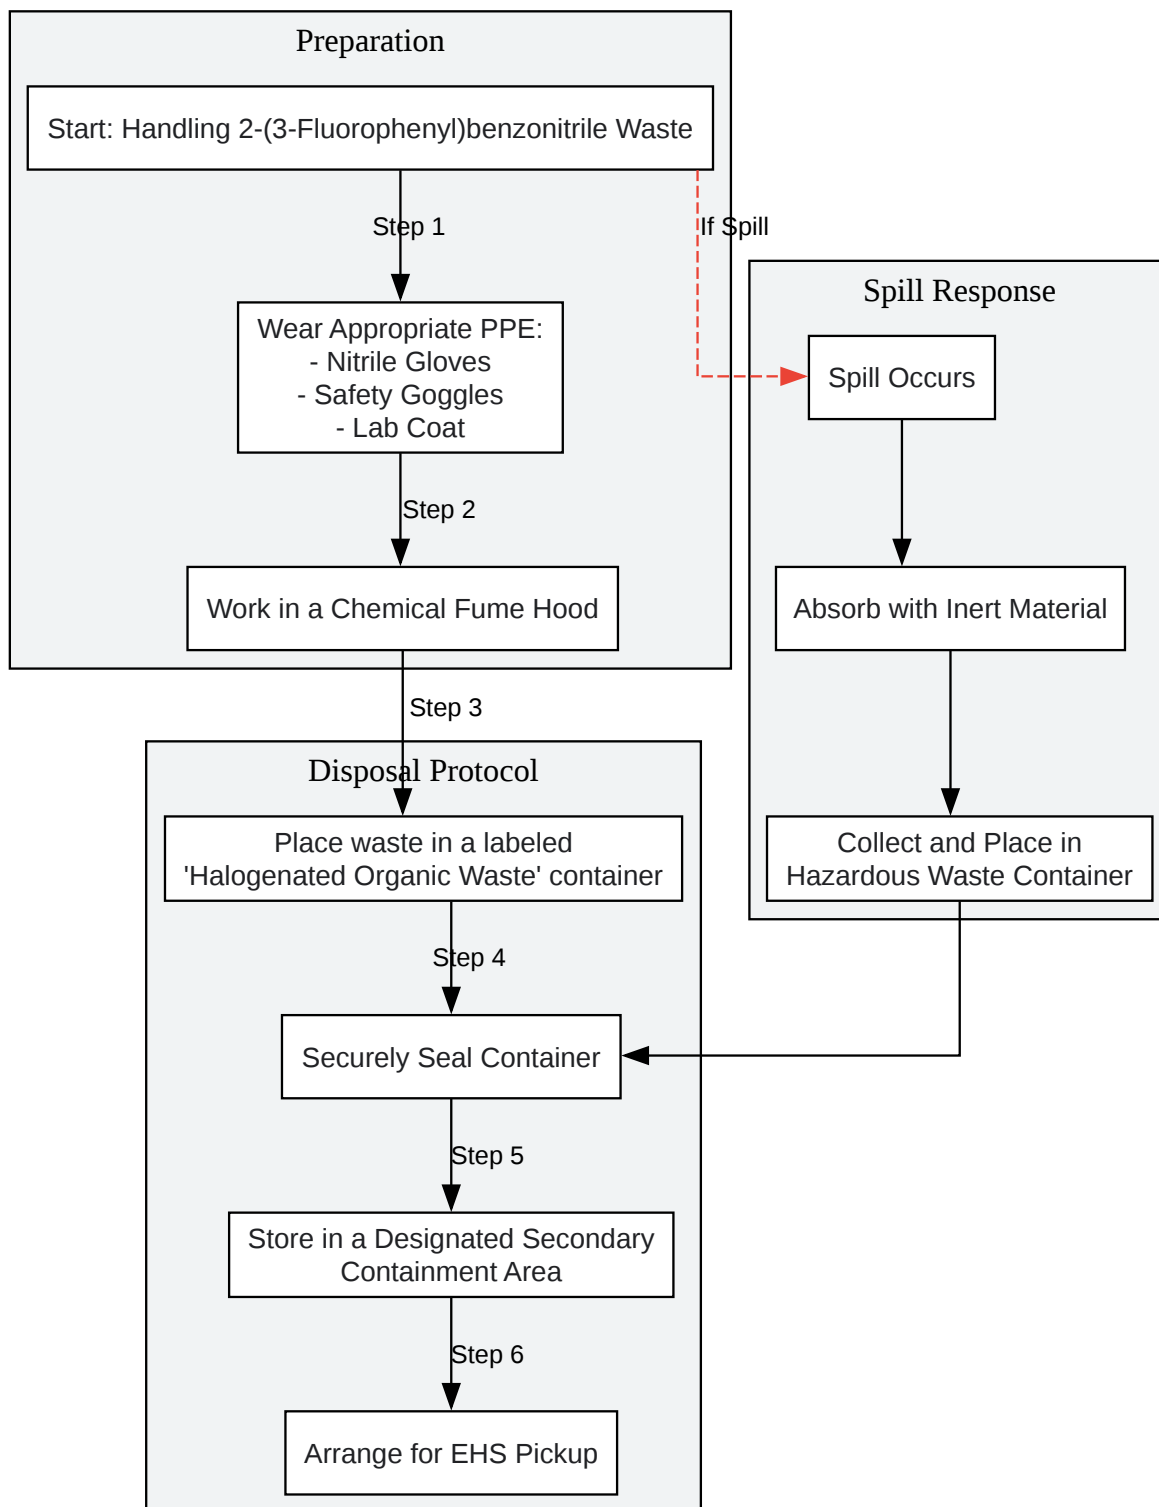 Preparation
Start: Handling 2-(3-Fluorophenyl)benzonitrile Waste
Step 1
If Spill
Wear Appropriate PPE:
- Nitrile Gloves
- Safety Goggles
- Lab Coat
Step 2
Work in a Chemical Fume Hood
Step 3
Spill Response
Spill Occurs
Absorb with Inert Material
Collect and Place in
Hazardous Waste Container
Disposal Protocol
Place waste in a labeled
'Halogenated Organic Waste' container
Step 4
Securely Seal Container
Step 5
Store in a Designated Secondary
Containment Area
Step 6
Arrange for EHS Pickup